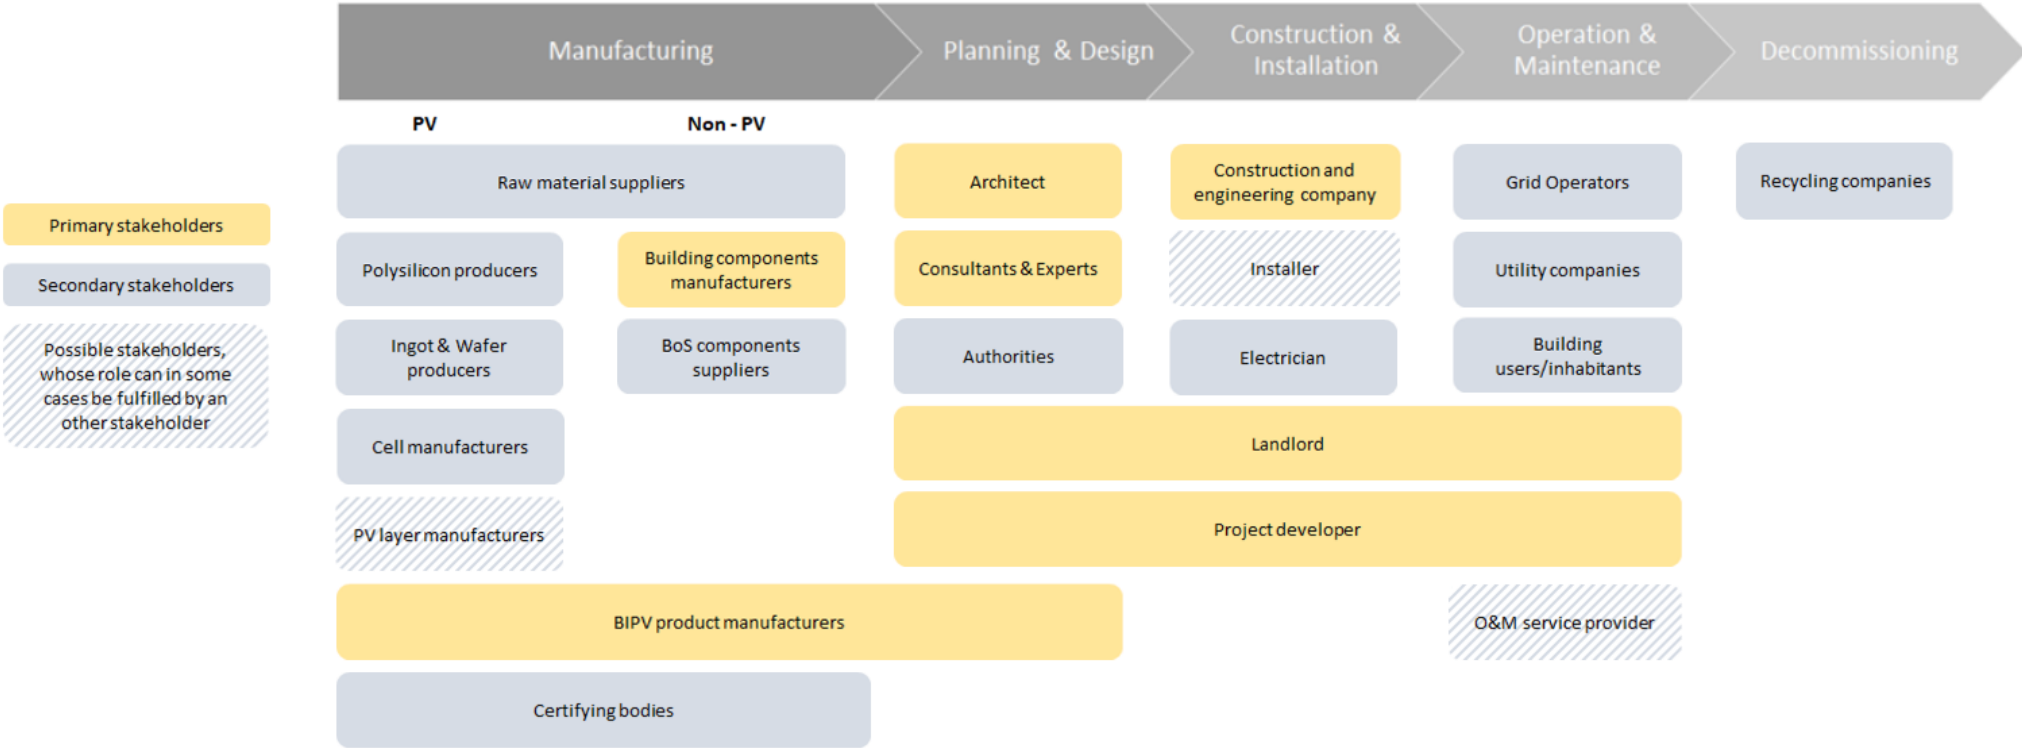 Manufacturing
Planning & Design
Construction &
Installation
Operation &
Maintenance
Decommissioning
PV
Non - PV
Primary stakeholders
Secondary stakeholders
Possible stakeholders,
whose role can in some
cases be fulfilled by an
other stakeholder
Raw material suppliers
Architect
Construction and
engineering company
Grid Operators
Recycling companies
Polysilicon producers
Building components
manufacturers
Consultants & Experts
Installer
Utility companies
Ingot & Wafer
producers
BoS components
suppliers
Authorities
Electrician
Building
users/inhabitants
Cell manufacturers
Landlord
PV layer manufacturers
Project developer
BIPV product manufacturers
O&M service provider
Certifying bodies